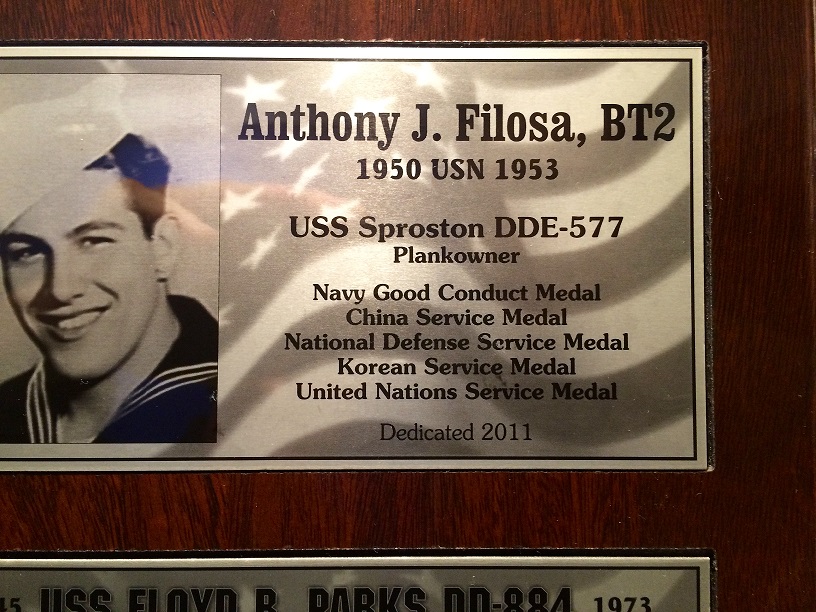 Anthony J. Filosa, BT2
1950 USN 1953
USS Sproston DDE-577
Plankowner
Navy Good Conduct Medal
China Service Medal
National Defense Service Medal
Korean Service Medal
United Nations Service Medal
Dedicated 2011
45 USS FLOYD B. PARKS DD-884 1973